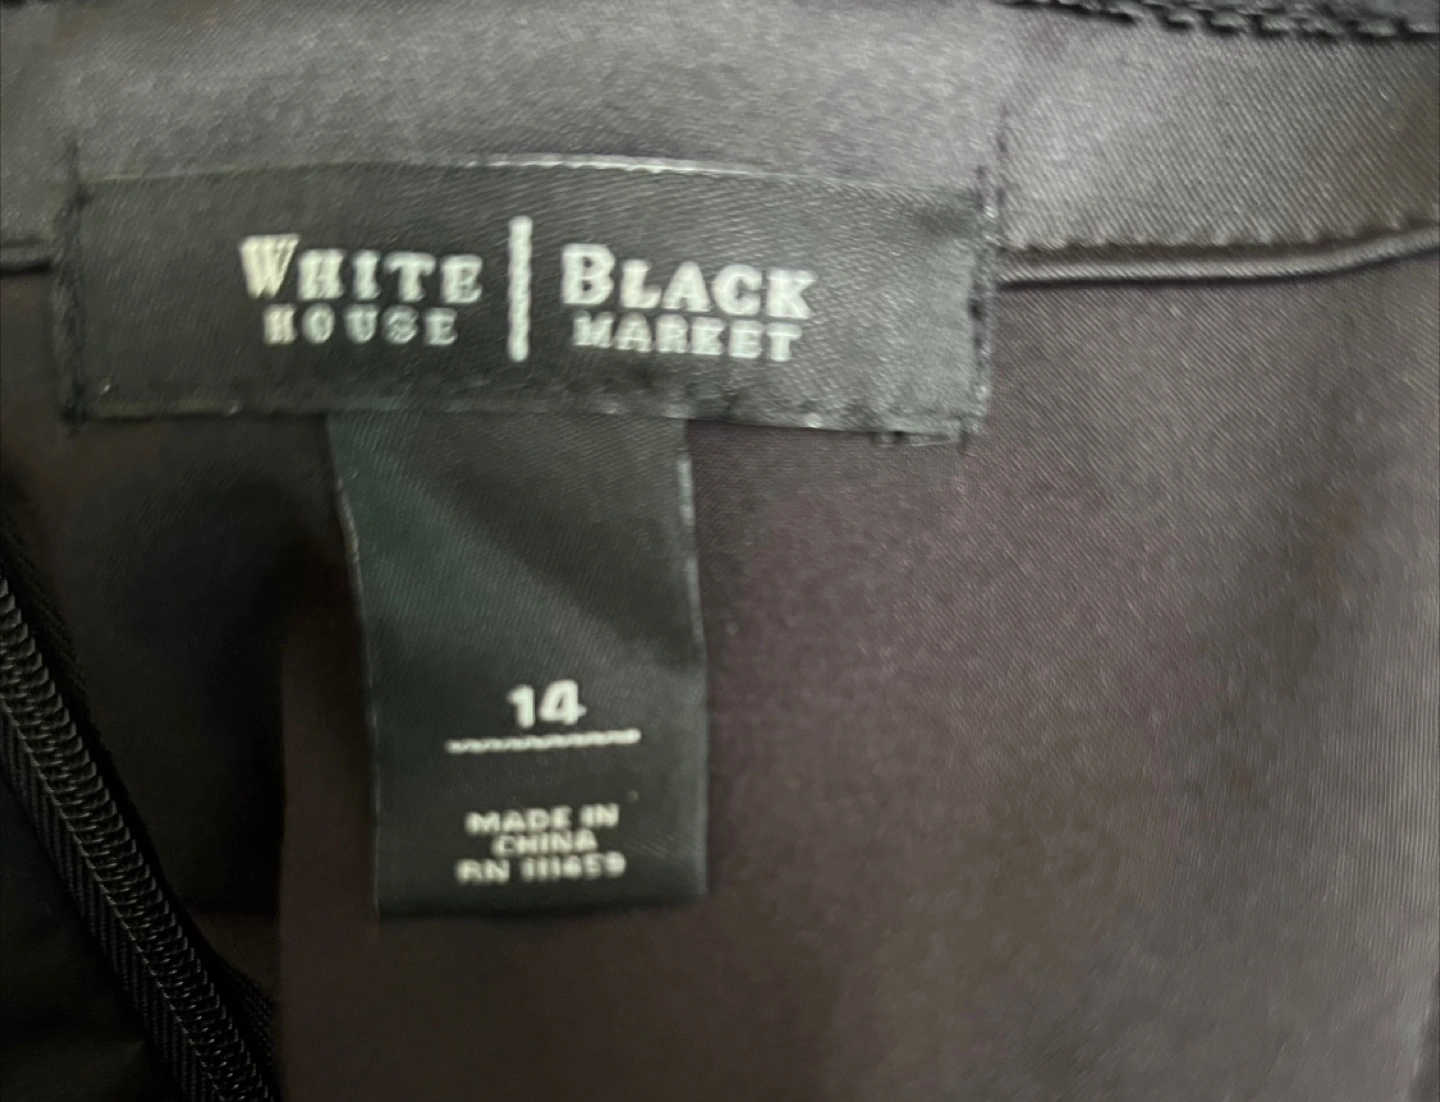 WHITE | BLACK
HOUSE | MARKET
14
MADE IN
CHINA
RN 111459